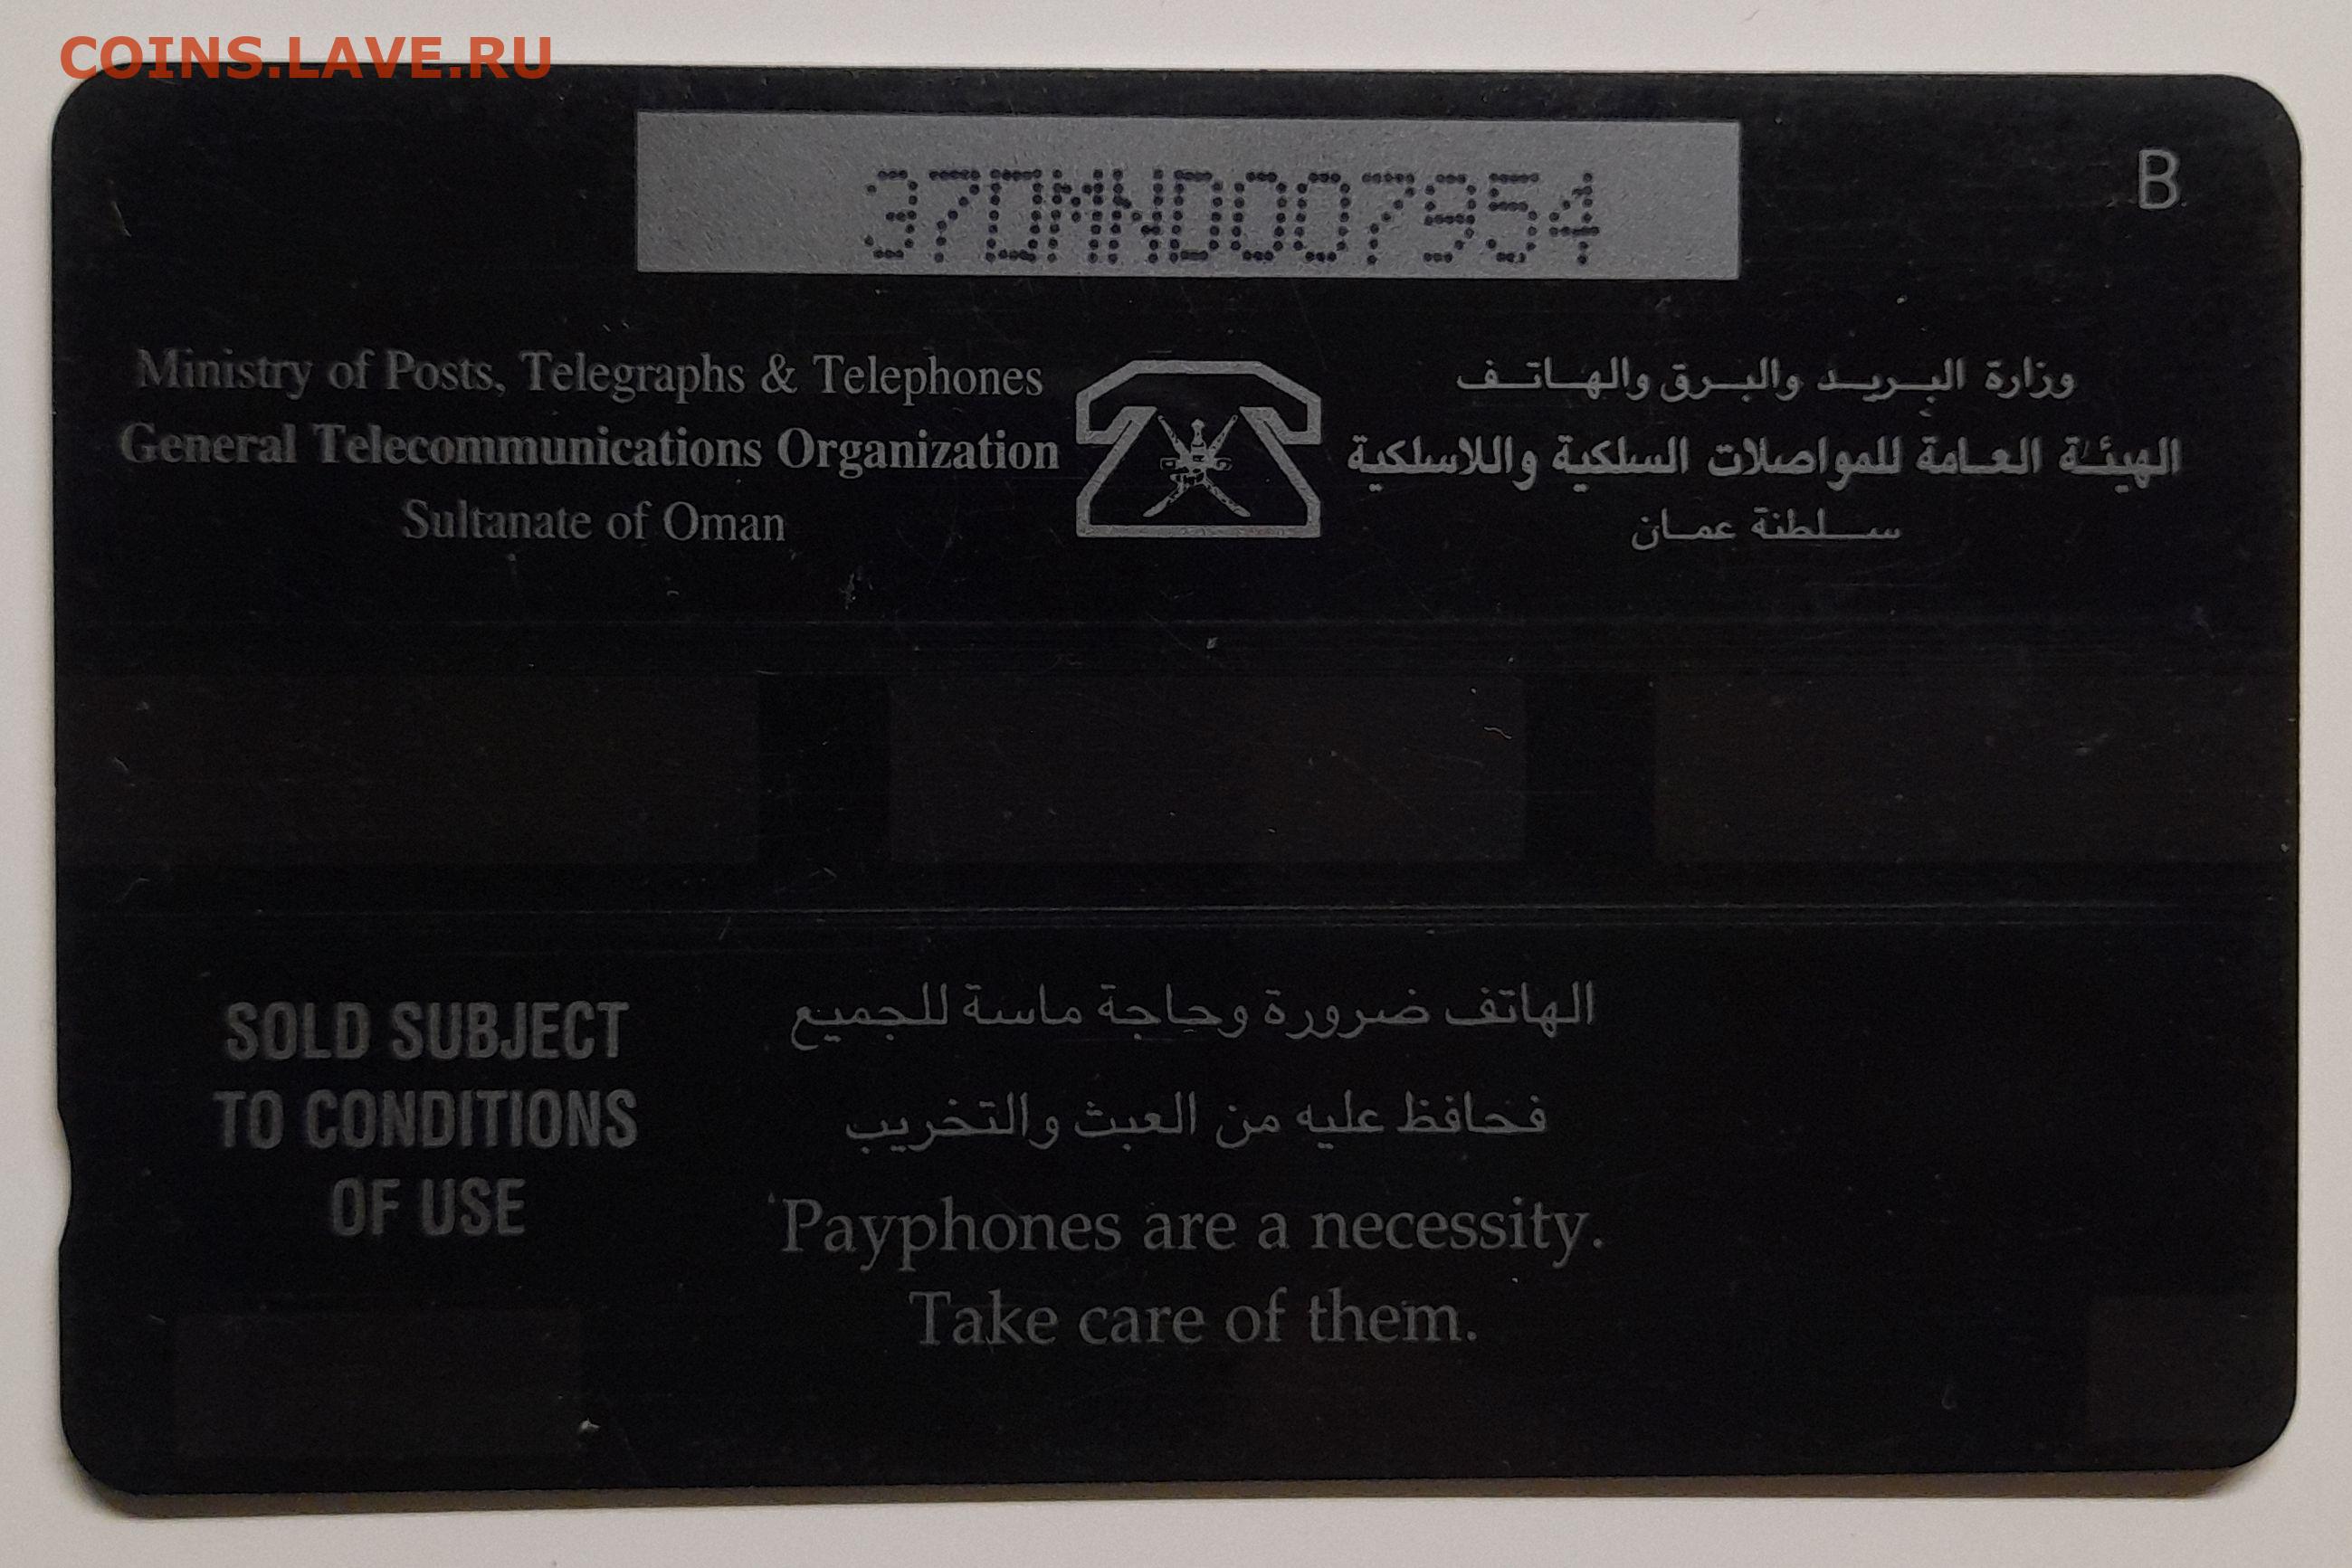 COINS.LAVE.RU
37OMND007954
B
Ministry of Posts, Telegraphs & Telephones
General Telecommunications Organization
Sultanate of Oman
وزارة البريد والبرق والهاتف
الهيئة العامة للمواصلات السلكية واللاسلكية
سلطنة عمان
SOLD SUBJECT
TO CONDITIONS
OF USE
الهاتف ضرورة وحاجة ماسة للجميع
فحافظ عليه من العبث والتخريب
'Payphones are a necessity.
Take care of them.